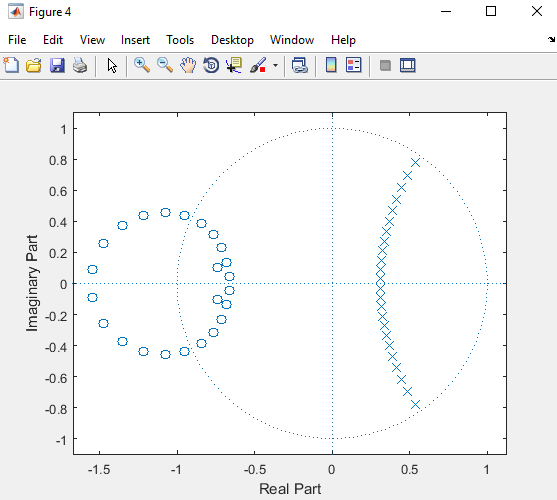 Figure 4
File Edit View Insert Tools Desktop Window Help
1
0.8
0.6
0.4
0.2
0
-0.2
-0.4
-0.6
-0.8
-1
Imaginary Part
-1.5 -1 -0.5 0 0.5 1
Real Part